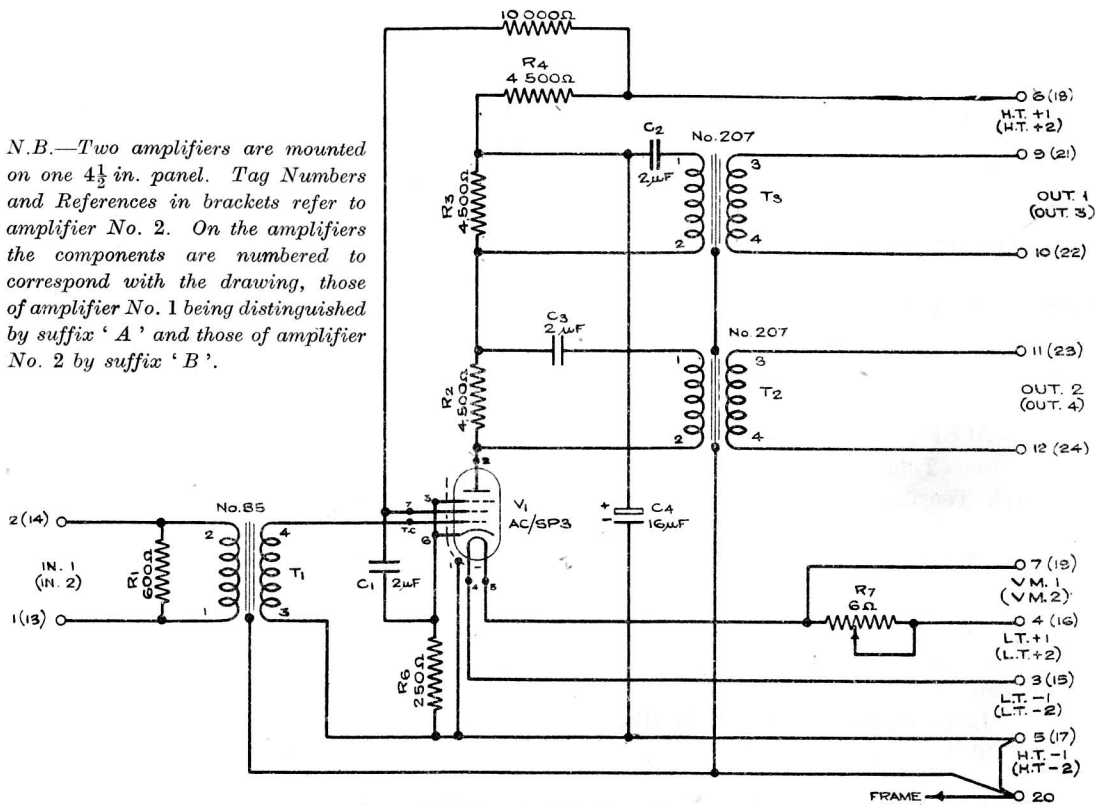 10 000Ω
R4
4 500Ω
6 (18)
H.T. +1
(H.T. +2)
N.B.—Two amplifiers are mounted
on one 4½ in. panel. Tag Numbers
and References in brackets refer to
amplifier No. 2. On the amplifiers
the components are numbered to
correspond with the drawing, those
of amplifier No. 1 being distinguished
by suffix ‘ A ’ and those of amplifier
No. 2 by suffix ‘ B ’.
C2
2µF
No. 207
1
2
3
4
T3
9 (21)
OUT. 1
(OUT. 3)
10 (22)
R3
4,500Ω
C3
2µF
No. 207
1
2
3
4
T2
11 (23)
OUT. 2
(OUT. 4)
12 (24)
R2
4,500Ω
2
V1
AC/SP3
7
T.C
6
1
4
5
+
-
C4
16µF
No. 85
2(14)
IN. 1
(IN. 2)
1(13)
R1
600Ω
2
1
4
3
T1
C1
2µF
R6
250Ω
7 (19)
V.M. 1
(V.M. 2)
R7
6Ω
4 (16)
L.T. +1
(L.T. +2)
3 (15)
L.T. -1
(L.T. -2)
5 (17)
H.T. -1
(H.T. -2)
FRAME
20